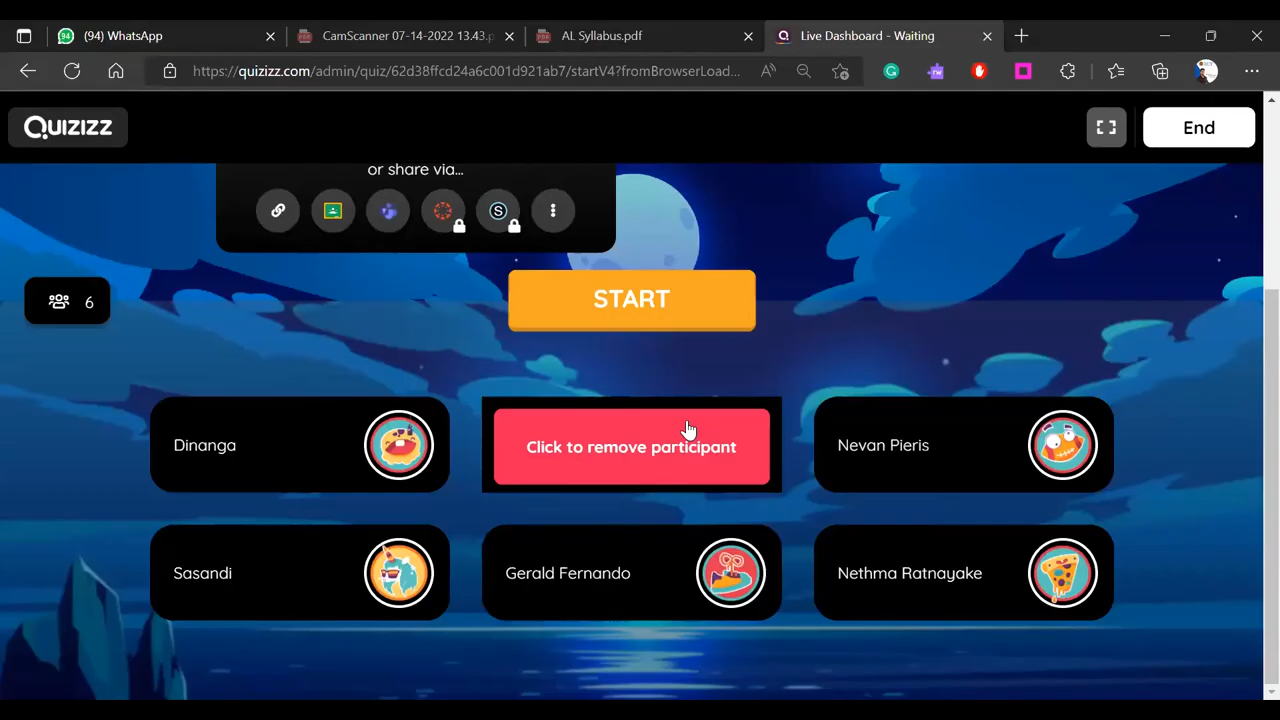 (94) WhatsApp
CamScanner 07-14-2022 13.43.p
AL Syllabus.pdf
Live Dashboard - Waiting
https://quizizz.com/admin/quiz/62d38ffcd24a6c001d921ab7/startV4?fromBrowserLoad...
Quizizz
End
or share via...
6
START
Dinanga
Click to remove participant
Nevan Pieris
Sasandi
Gerald Fernando
Nethma Ratnayake